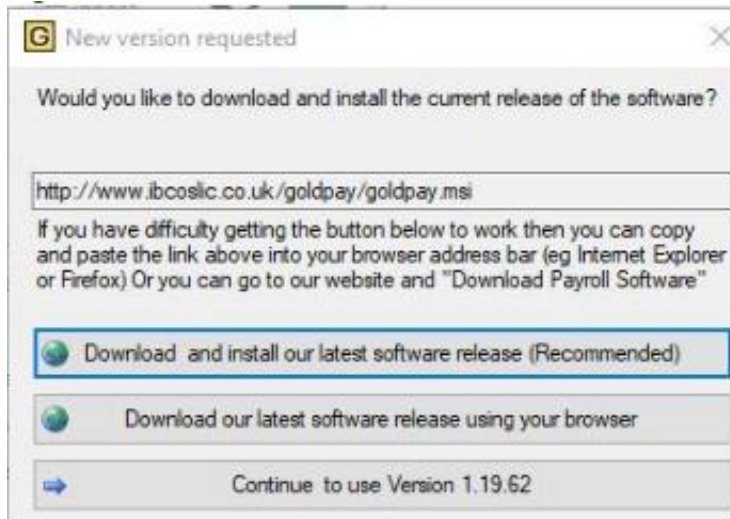 G New version requested
Would you like to download and install the current release of the software?
http://www.ibcoslic.co.uk/goldpay/goldpay.msi
If you have dfficulty getting the button below to work then you can copy
and paste the link above into your browser address bar (eg Internet Explorer
or Firefox) Or you can go to our website and "Download Payroll Software"
Download and install our latest software release (Recommended)
Download our latest software release using your browser
Continue to use Version 1.19.62